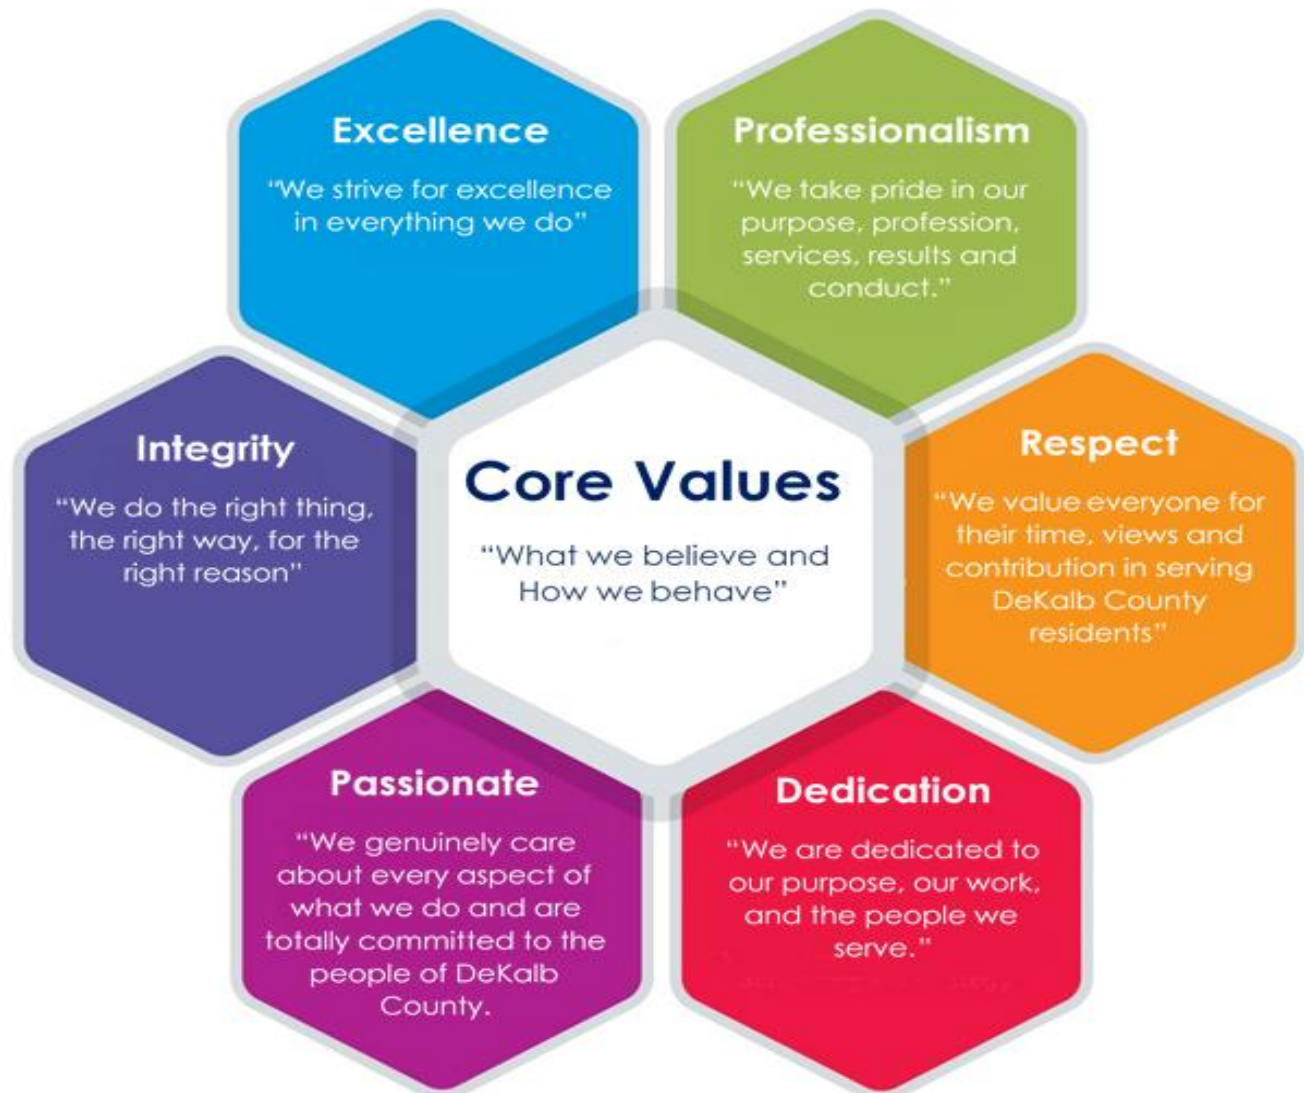 Excellence
"We strive for excellence
in everything we do"
Professionalism
"We take pride in our
purpose, profession,
services, results and
conduct."
Integrity
"We do the right thing,
the right way, for the
right reason"
Core Values
"What we believe and
How we behave"
Respect
"We value everyone for
their time, views and
contribution in serving
DeKalb County
residents"
Passionate
"We genuinely care
about every aspect of
what we do and are
totally committed to the
people of DeKalb
County.
Dedication
"We are dedicated to
our purpose, our work,
and the people we
serve."